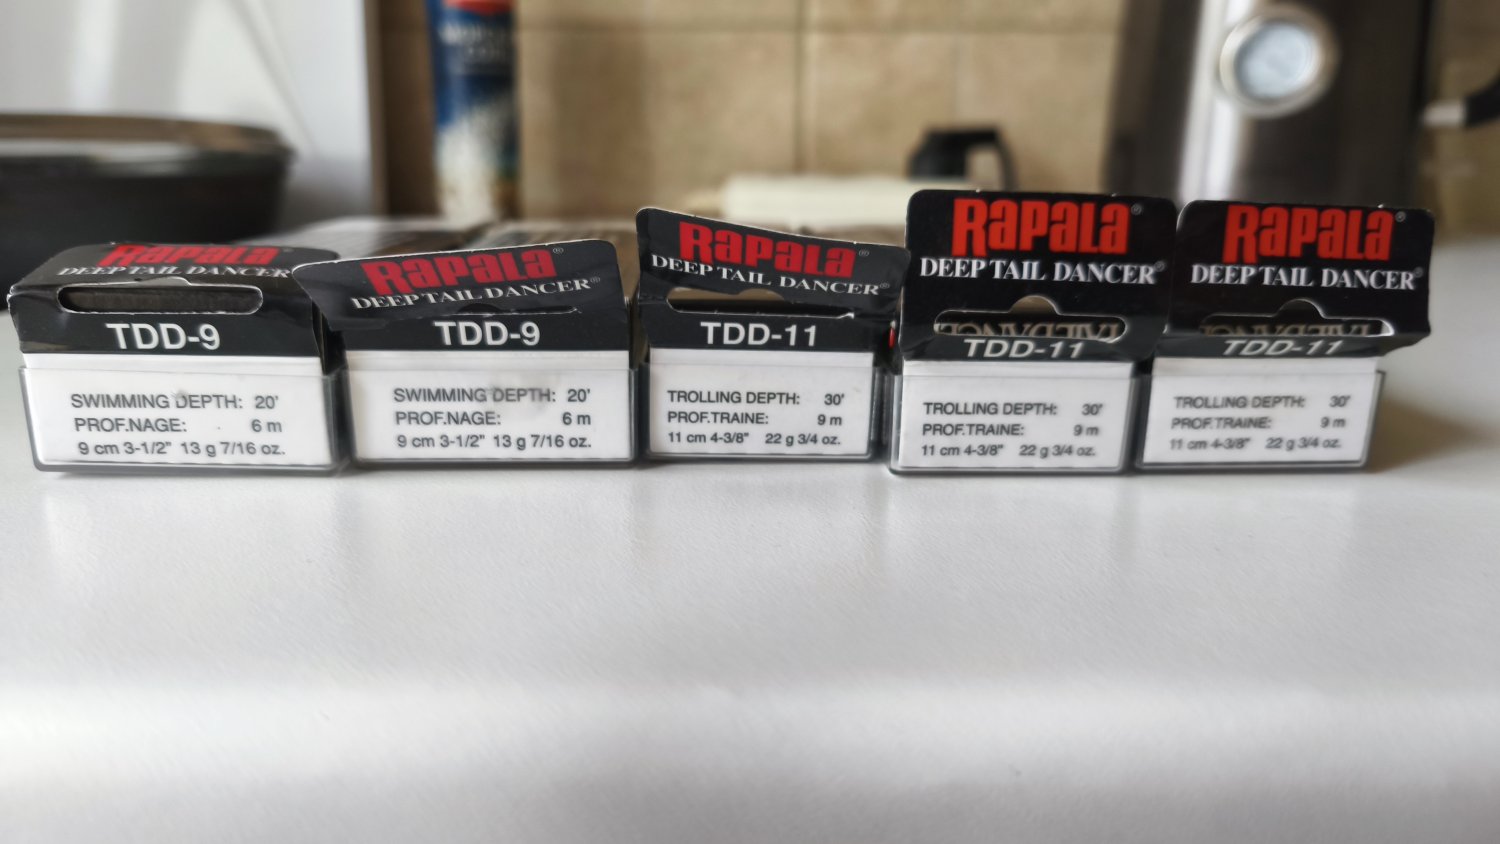 RAPALA®
DEEP TAIL DANCER
TDD-9
SWIMMING DEPTH: 20'
PROF.NAGE: 6 m
9 cm 3-1/2" 13 g 7/16 oz.
RAPALA®
DEEP TAIL DANCER®
TDD-9
SWIMMING DEPTH: 20'
PROF.NAGE: 6 m
9 cm 3-1/2" 13 g 7/16 oz.
RAPALA®
DEEP TAIL DANCER®
TDD-11
TROLLING DEPTH: 30'
PROF.TRAINE: 9 m
11 cm 4-3/8" 22 g 3/4 oz.
RAPALA®
DEEP TAIL DANCER®
TAIL DANCE
TDD-11
TROLLING DEPTH: 30'
PROF.TRAINE: 9 m
11 cm 4-3/8" 22 g 3/4 oz.
RAPALA®
DEEP TAIL DANCER®
TDD-11
TROLLING DEPTH: 30'
PROF.TRAINE: 9 m
11 cm 4-3/8" 22 g 3/4 oz.